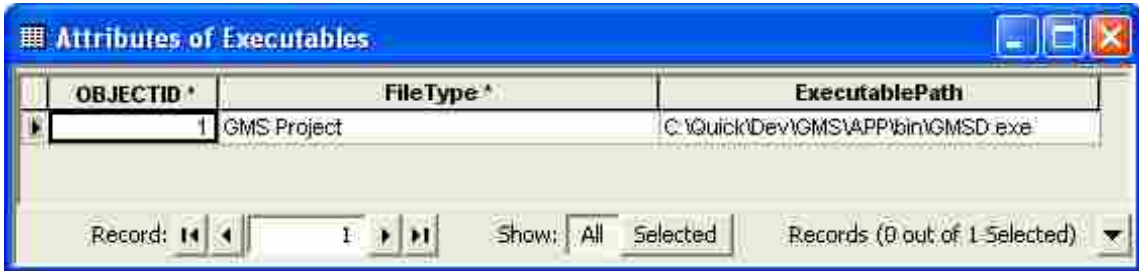 Attributes of Executables
OBJECTID * FileType * ExecutablePath
1 GMS Project C:\Quick\Dev\GMS\APP\bin\GMSD.exe
Record: 1 Show: All Selected Records (0 out of 1 Selected)